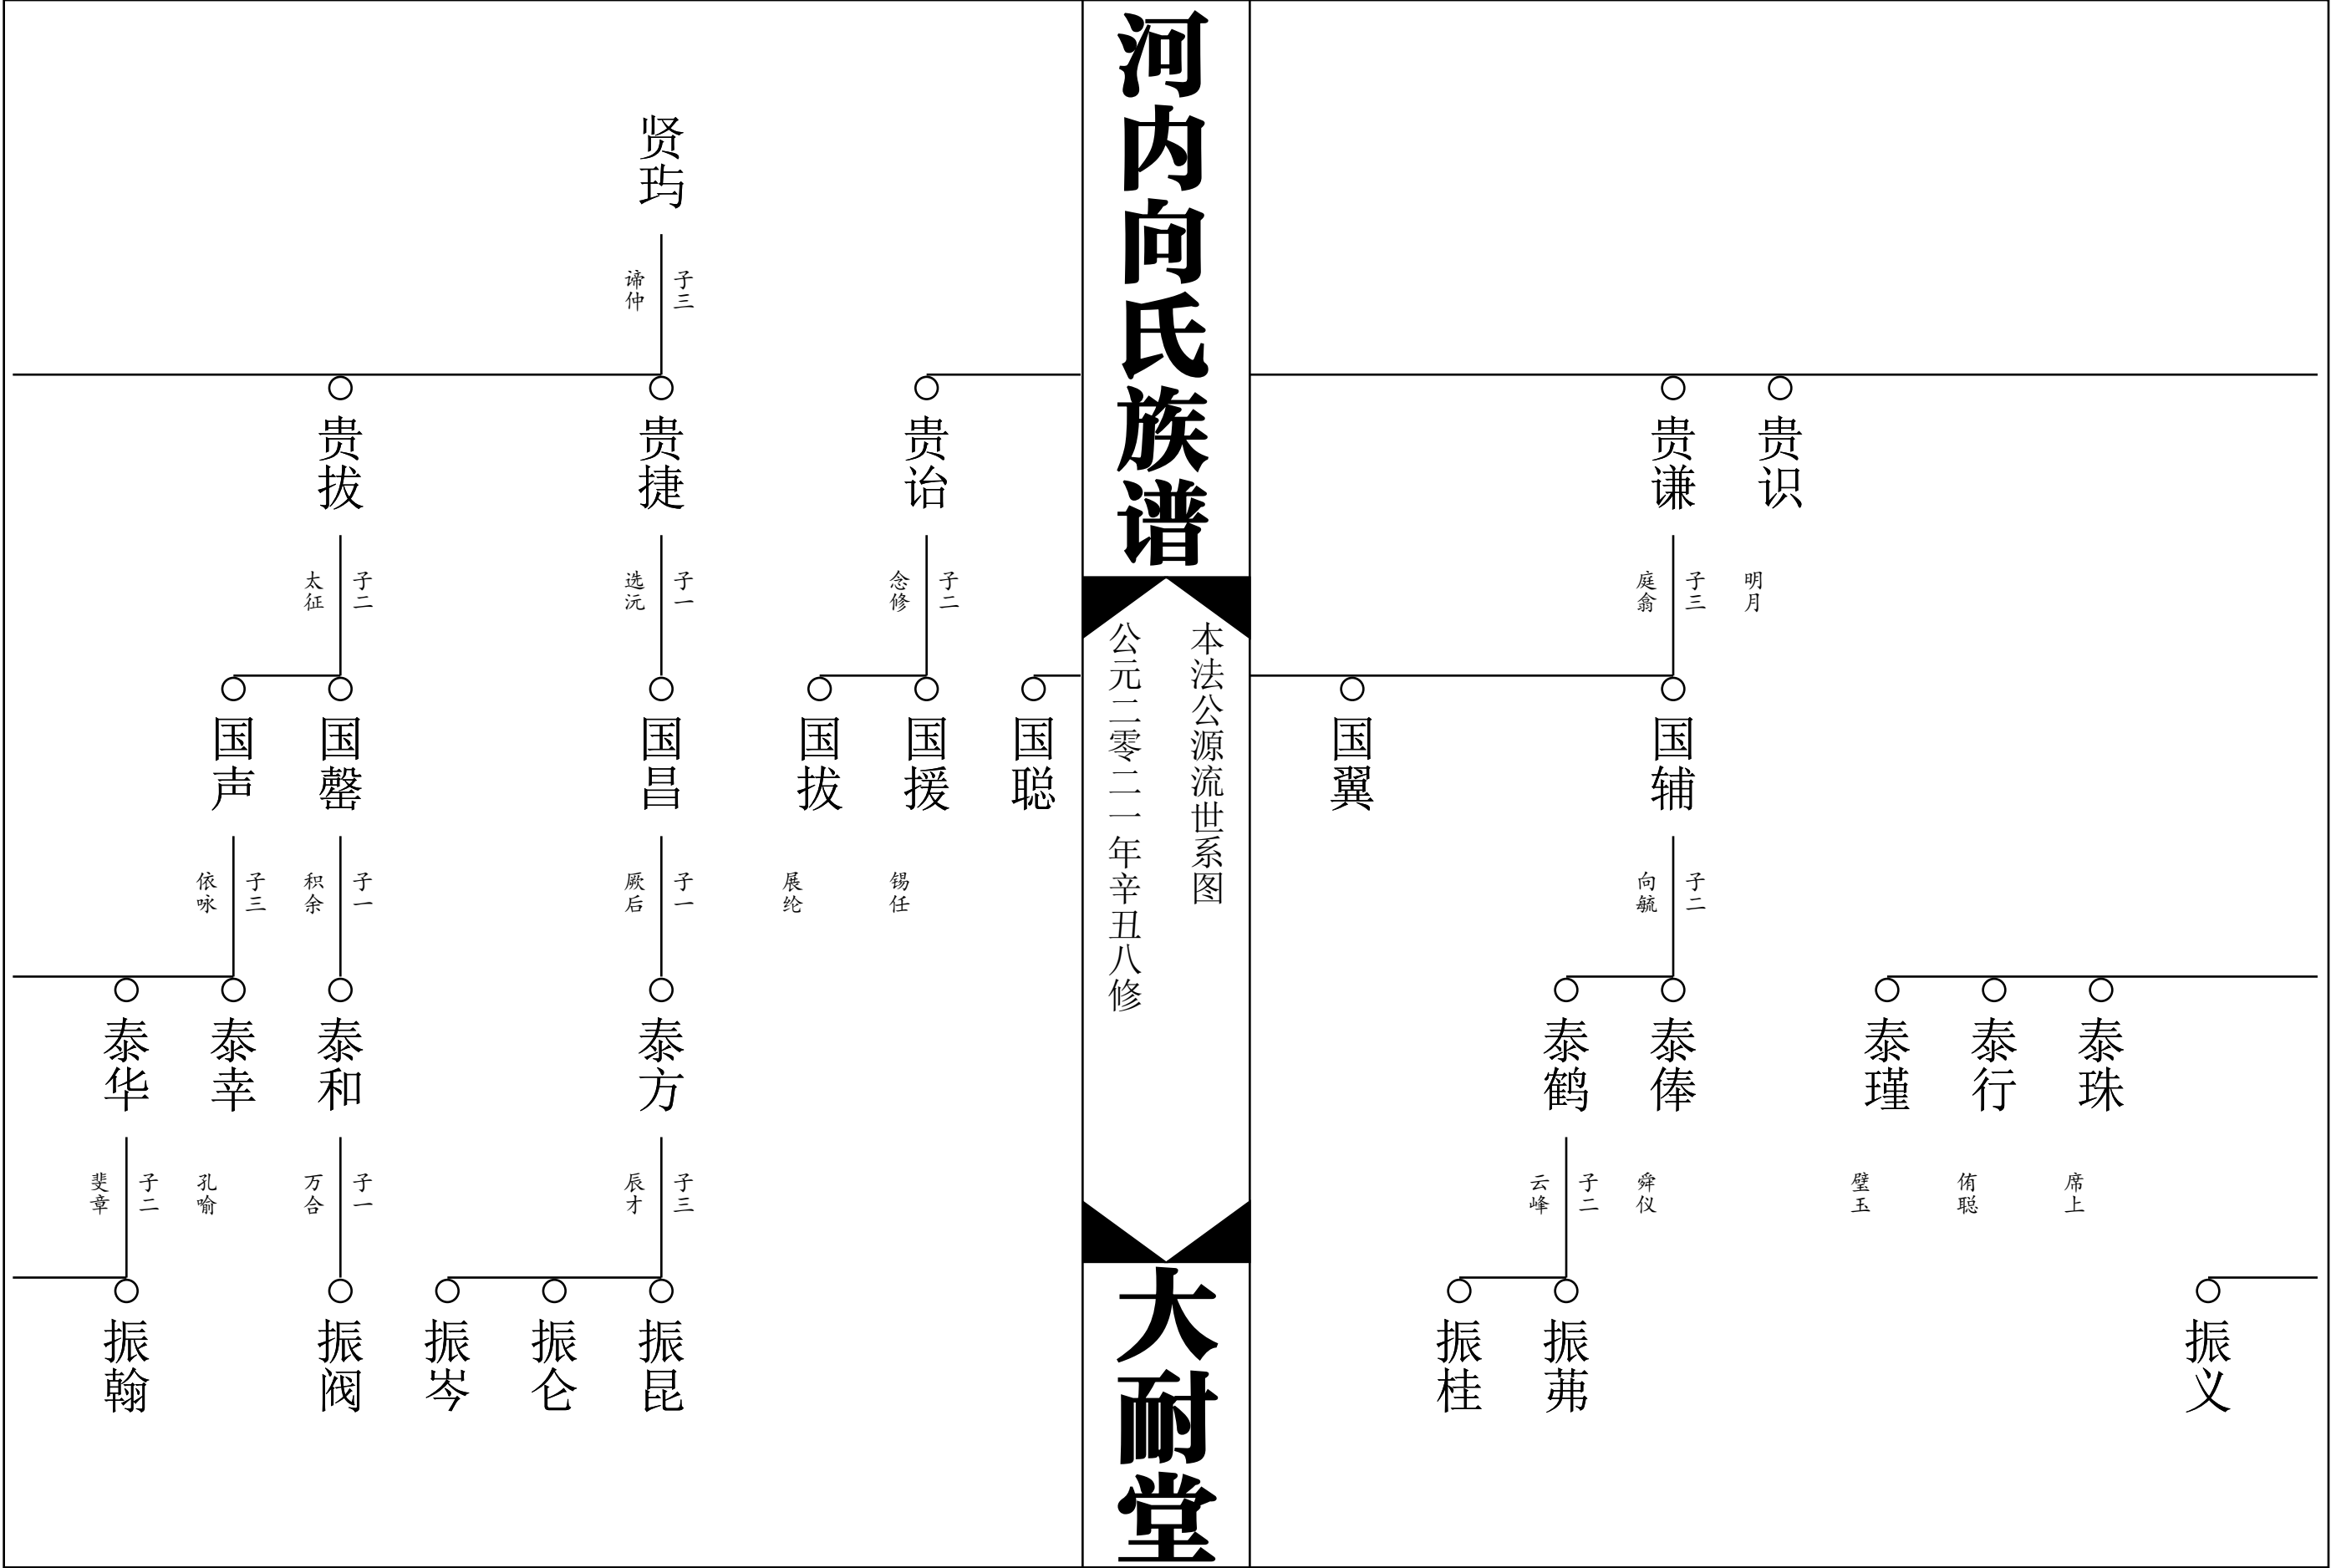 贵识
贵谦
明月
子三
庭翁
国辅
国翼
子二
向毓
泰珠
泰行
泰瑾
泰俸
泰鹤
席上
侑聪
璧玉
舜仪
子二
云峰
振义
振茀
振桂
河内向氏族谱
本法公源流世系图
公元二零二一年辛丑八修
大耐堂
贤玙
子三
谛仲
贵诒
贵捷
贵拔
子二
念修
子一
选沅
子二
太征
国聪
国援
国拔
国昌
国罄
国声
锡任
展纶
子一
厥后
子一
积余
子三
依咏
泰方
泰和
泰幸
泰华
子三
辰才
子一
万合
孔喻
子二
斐章
振昆
振仑
振岑
振阀
振翰